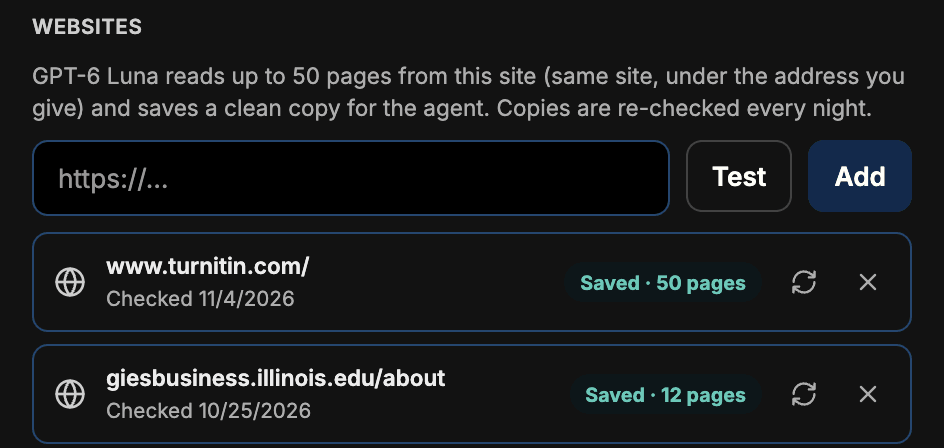 WEBSITES
GPT-6 Luna reads up to 50 pages from this site (same site, under the address you
give) and saves a clean copy for the agent. Copies are re-checked every night.
https://...
Test
Add
www.turnitin.com/
Checked 11/4/2026
Saved · 50 pages
giesbusiness.illinois.edu/about
Checked 10/25/2026
Saved · 12 pages